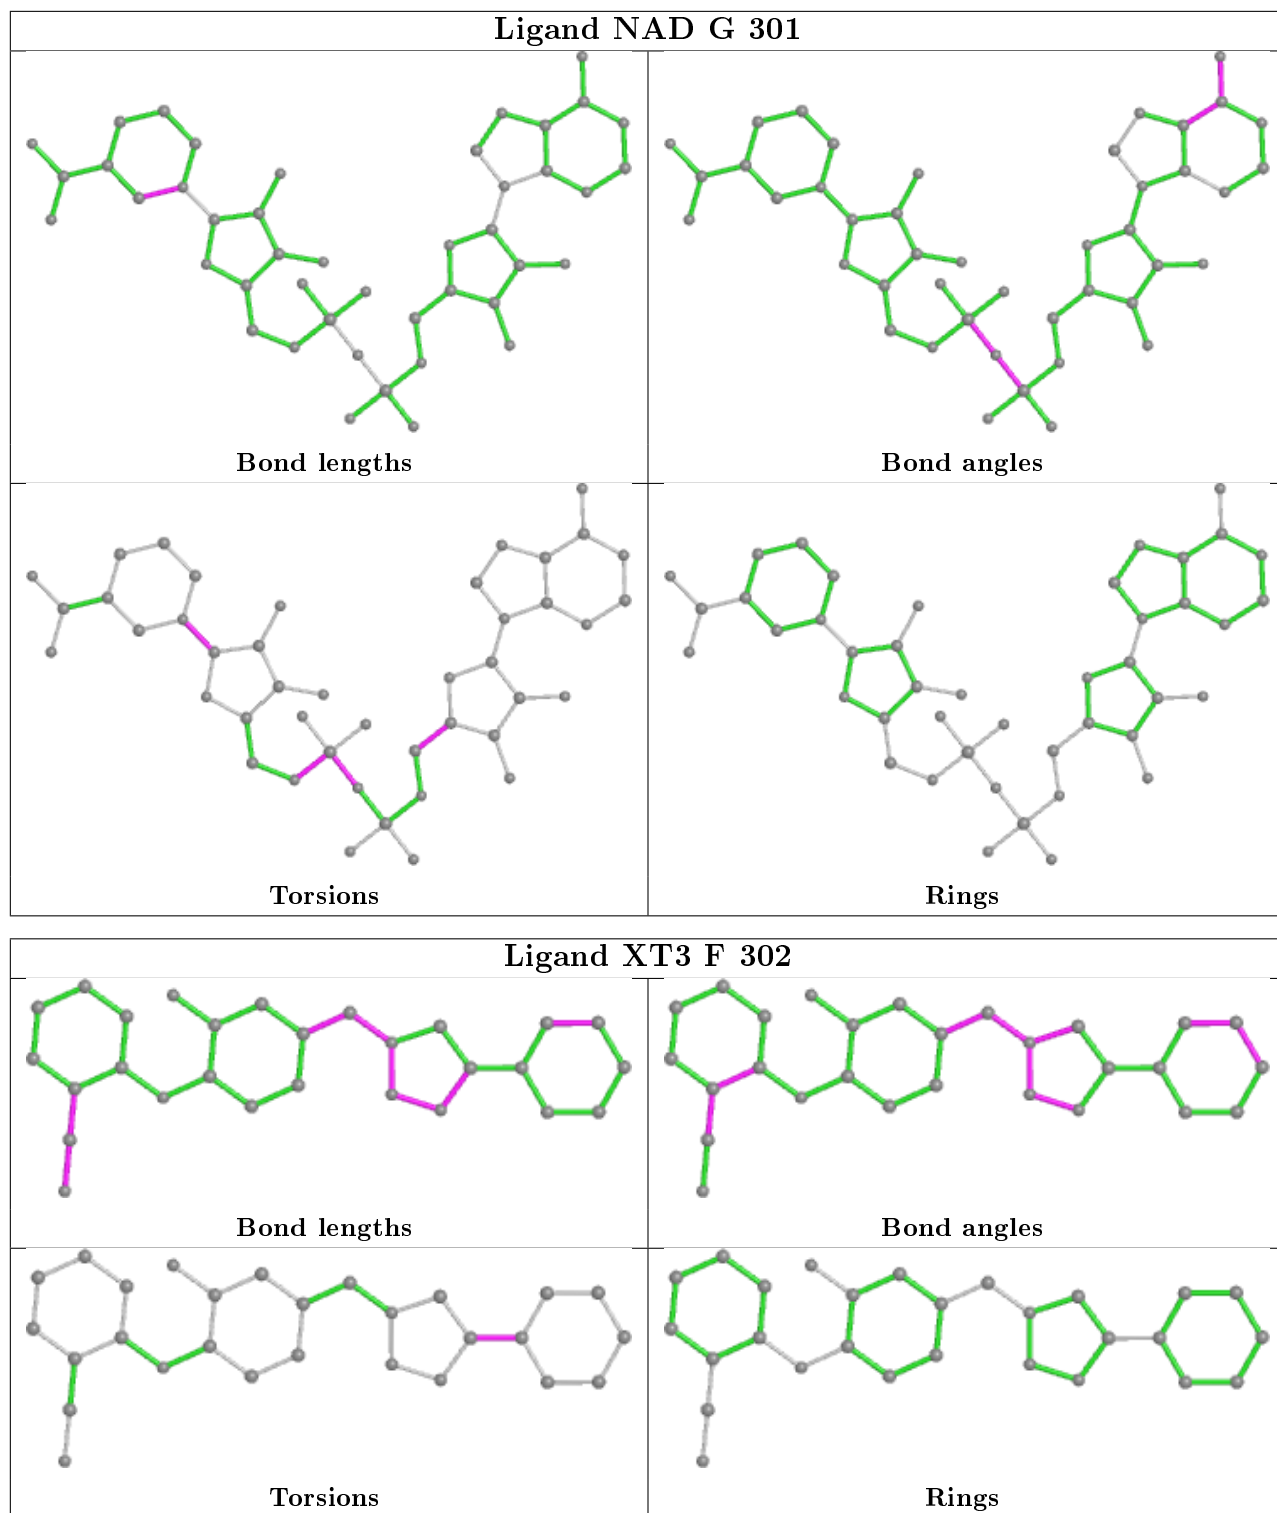 Ligand NAD G 301
Bond lengths
Bond angles
Torsions
Rings
Ligand XT3 F 302
Bond lengths
Bond angles
Torsions
Rings